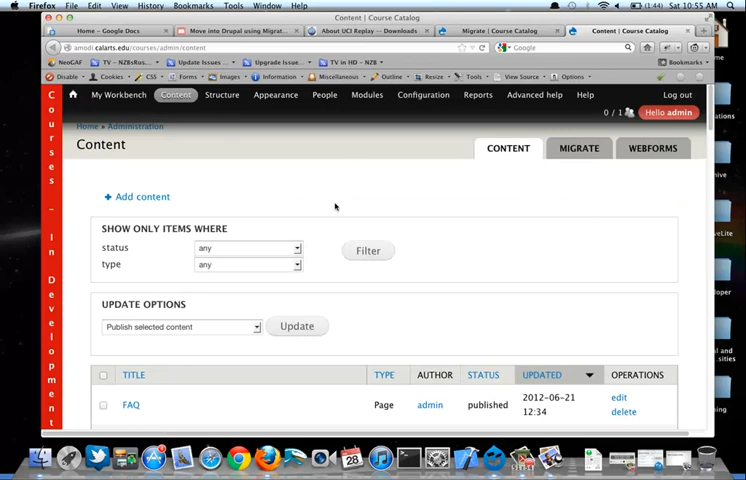 Firefox File Edit View History Bookmarks Tools Window Help (1:44) Sat 10:55 AM
Content | Course Catalog
Home – Google Docs Move into Drupal using Migrat... About UCI Replay — Downloads Migrate | Course Catalog Content | Course Catalog
amodi.calarts.edu/courses/admin/content Google
NeoGAF TV – NZBsRus... Update Issues ... Upgrade Issue... TV in HD – NZB Bookmarks
Disable Cookies CSS Forms Images Information Miscellaneous Outline Resize Tools View Source Options
My Workbench Content Structure Appearance People Modules Configuration Reports Advanced help Help Log out
0 / 1 Hello admin
Home » Administration
Content CONTENT MIGRATE WEBFORMS
Courses - In Development
Add content
SHOW ONLY ITEMS WHERE
status any Filter
type any
UPDATE OPTIONS
Publish selected content Update
TITLE TYPE AUTHOR STATUS UPDATED OPERATIONS
FAQ Page admin published 2012-06-21 12:34 edit delete
28